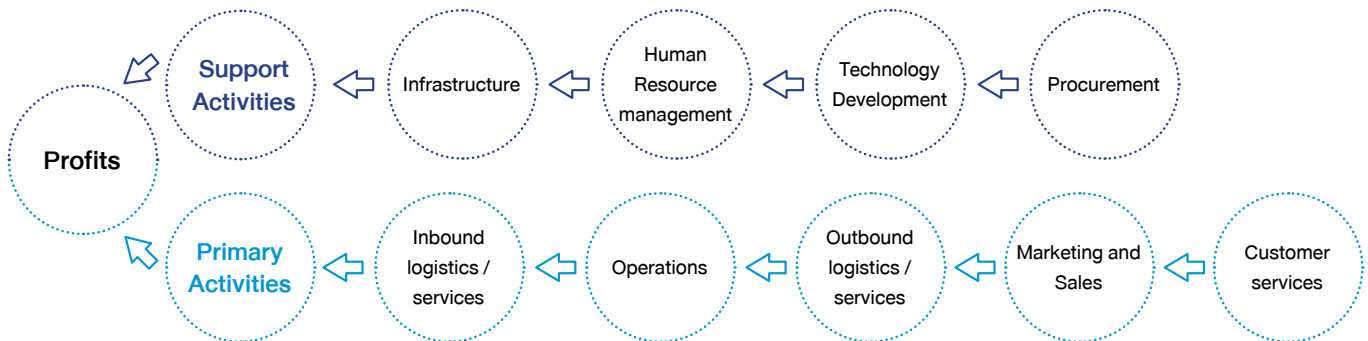 Support
Activities
Infrastructure
Human
Resource
management
Technology
Development
Procurement
Profits
Primary
Activities
Inbound
logistics /
services
Operations
Outbound
logistics /
services
Marketing and
Sales
Customer
services